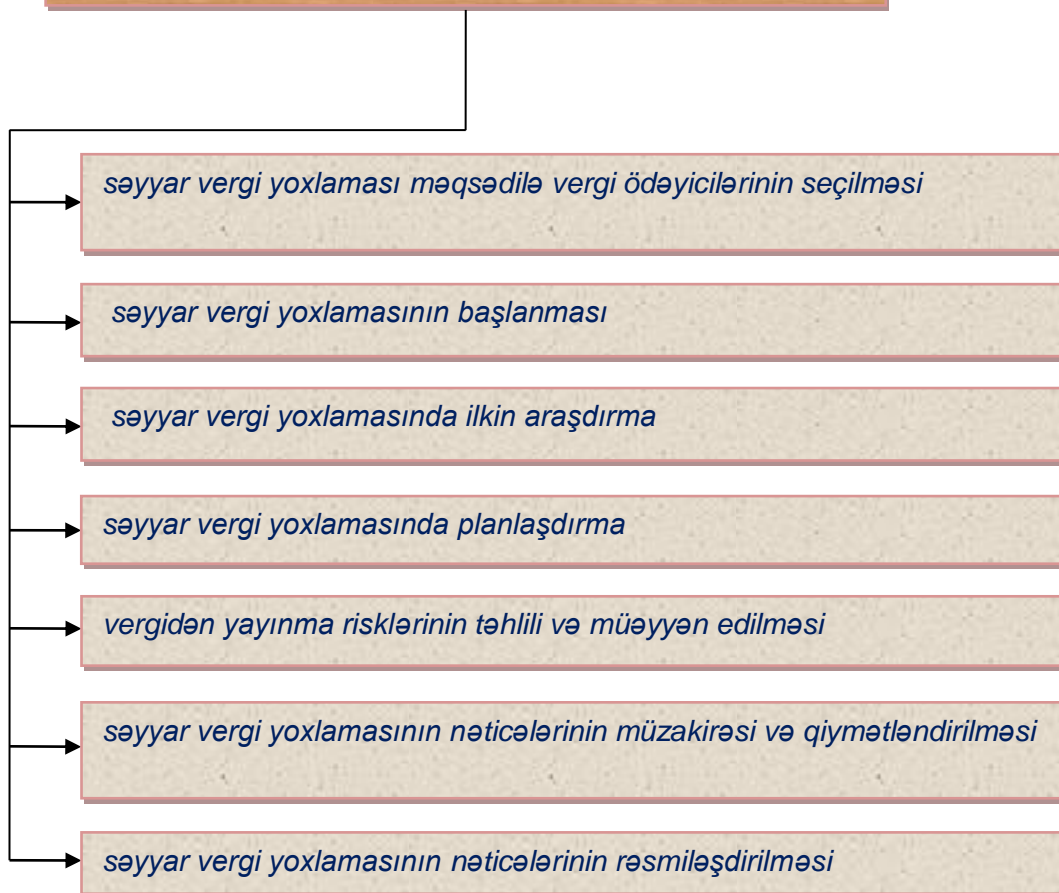 səyyar vergi yoxlaması məqsədilə vergi ödəyicilərinin seçilməsi
səyyar vergi yoxlamasının başlanması
səyyar vergi yoxlamasında ilkin araşdırma
səyyar vergi yoxlamasında planlaşdırma
vergidən yayınma risklərinin təhlili və müəyyən edilməsi
səyyar vergi yoxlamasının nəticələrinin müzakirəsi və qiymətləndirilməsi
səyyar vergi yoxlamasının nəticələrinin rəsmiləşdirilməsi